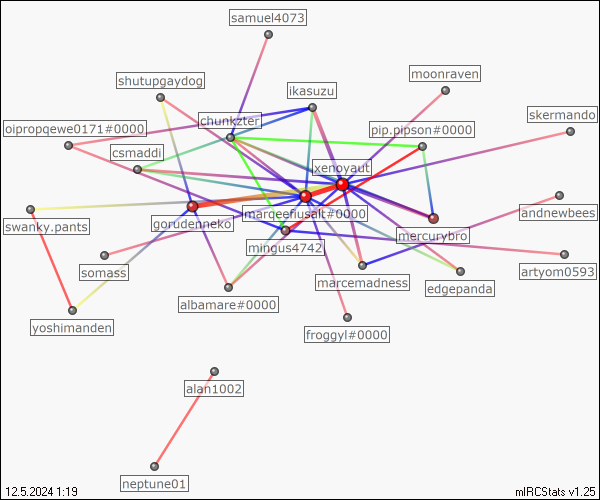 samuel4073
moonraven
shutupgaydog
ikasuzu
skermando
chunkzter
oipropqewe0171#0000
pip.pipson#0000
csmaddi
xenoyaut
andnewbees
marqeefiusalt#0000
swanky.pants
gorudenneko
mercurybro
mingus4742
somass
artyom0593
marcemadness
edgepanda
albamare#0000
yoshimanden
froggyl#0000
alan1002
neptune01
12.5.2024 1:19
mIRCStats v1.25